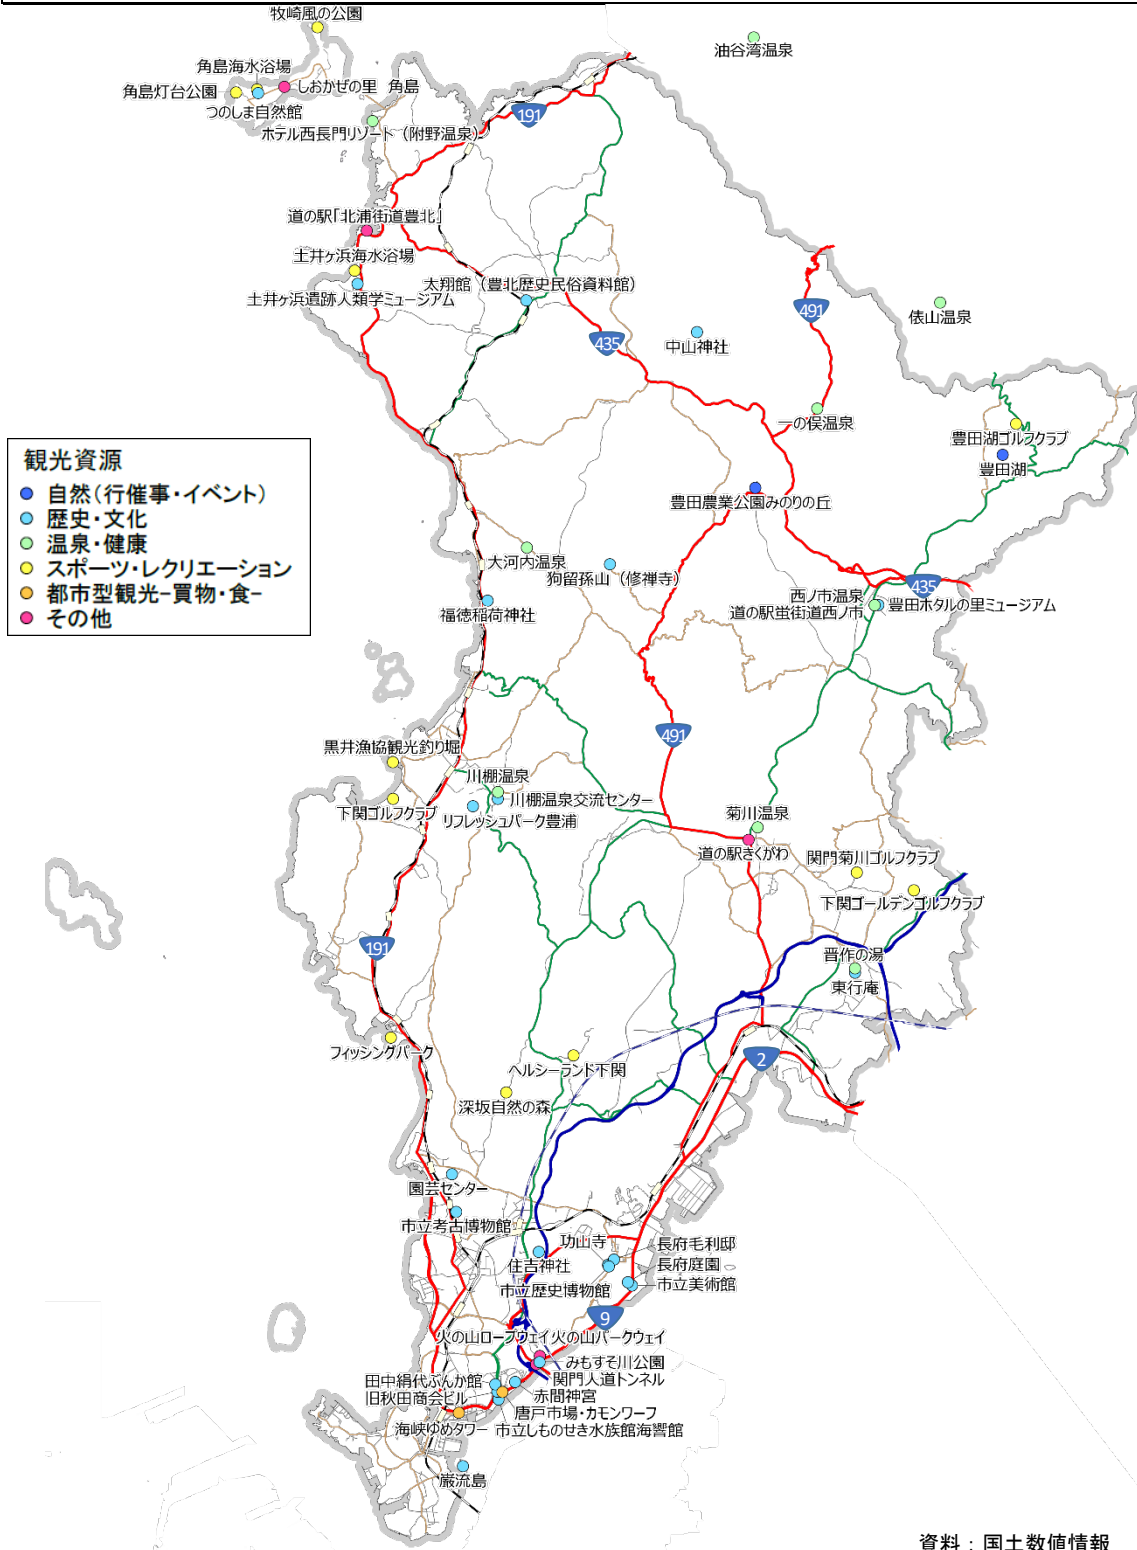 牧崎風の公園
油谷湾温泉
角島海水浴場
角島灯台公園
しおかぜの里　角島
つのしま自然館
191
ホテル西長門リゾート（附野温泉）
道の駅「北浦街道豊北」
土井ヶ浜海水浴場
太翔館（豊北歴史民俗資料館）
土井ヶ浜遺跡人類学ミュージアム
491
俵山温泉
435
中山神社
一の俣温泉
豊田湖ゴルフクラブ
豊田湖
観光資源
自然（行催事・イベント）
歴史・文化
温泉・健康
スポーツ・レクリエーション
都市型観光-買物・食-
その他
豊田農業公園みのりの丘
大河内温泉
狗留孫山（修禅寺）
435
西ノ市温泉
道の駅蛍街道西ノ市
豊田ホタルの里ミュージアム
福徳稲荷神社
491
黒井漁協観光釣り堀
川棚温泉
川棚温泉交流センター
下関ゴルフクラブ
リフレッシュパーク豊浦
菊川温泉
道の駅きくがわ
関門菊川ゴルフクラブ
下関ゴールデンゴルフクラブ
191
晋作の湯
東行庵
フィッシングパーク
2
ヘルシーランド下関
深坂自然の森
園芸センター
市立考古博物館
功山寺
長府毛利邸
住吉神社
長府庭園
市立歴史博物館
市立美術館
9
火の山ロープウェイ
火の山パークウェイ
みもすそ川公園
関門人道トンネル
田中絹代ぶんか館
旧秋田商会ビル
赤間神宮
唐戸市場・カモンワーフ
海峡ゆめタワー
市立しものせき水族館海響館
巌流島
資料：国土数値情報